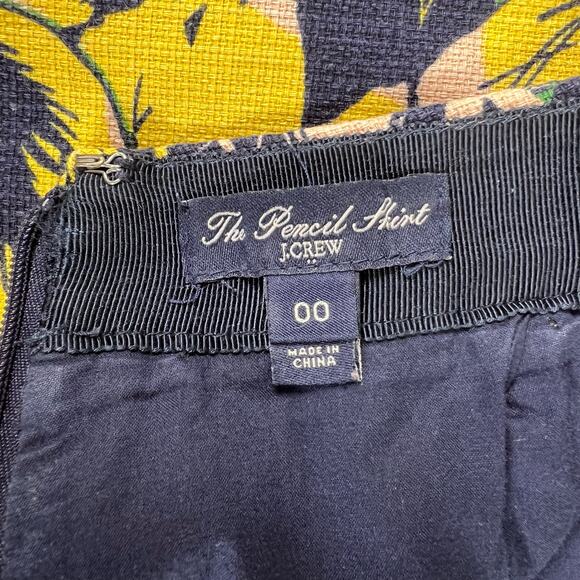 The Pencil Skirt
J.CREW
00
MADE IN
CHINA